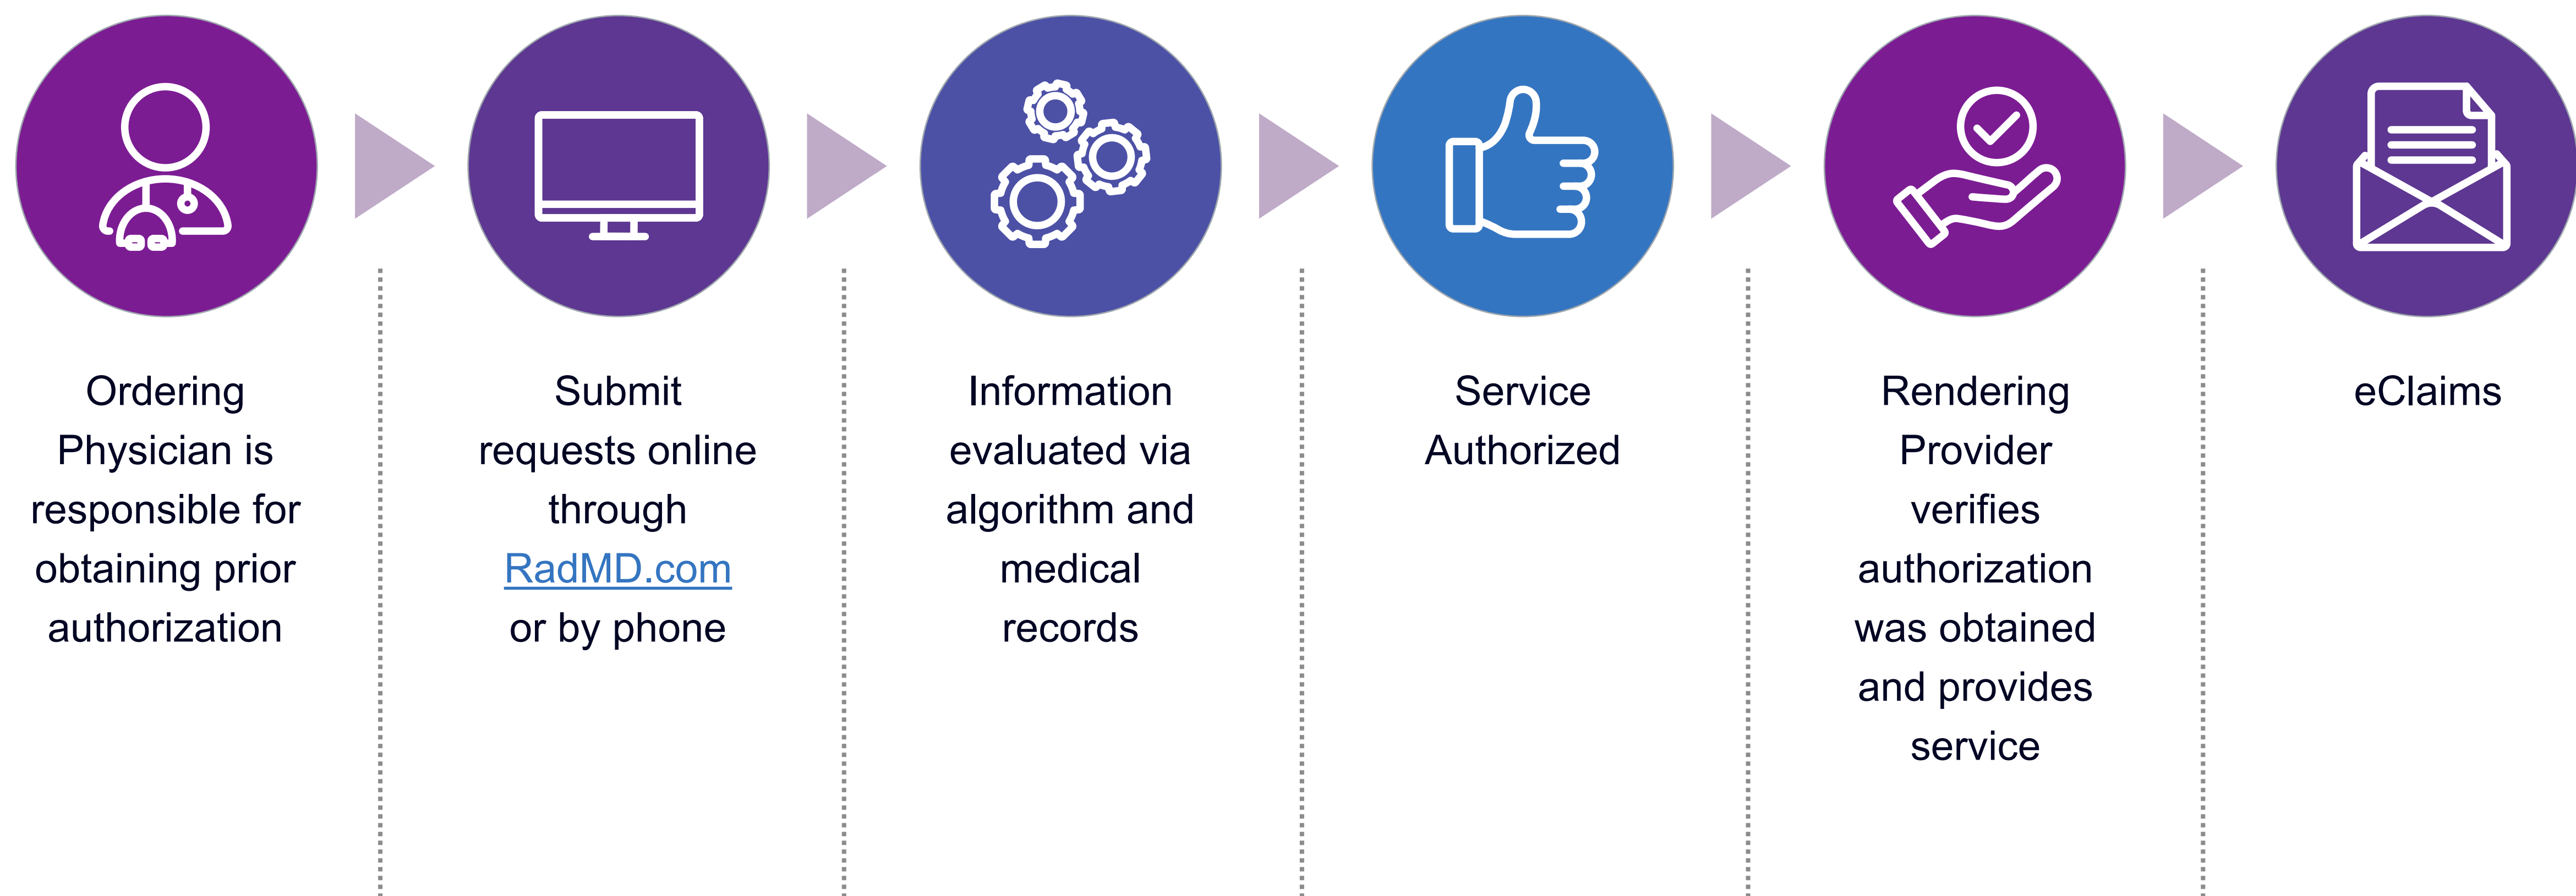 Ordering
Physician is
responsible for
obtaining prior
authorization
Submit
requests online
through
RadMD.com
or by phone
Information
evaluated via
algorithm and
medical
records
Service
Authorized
Rendering
Provider
verifies
authorization
was obtained
and provides
service
eClaims